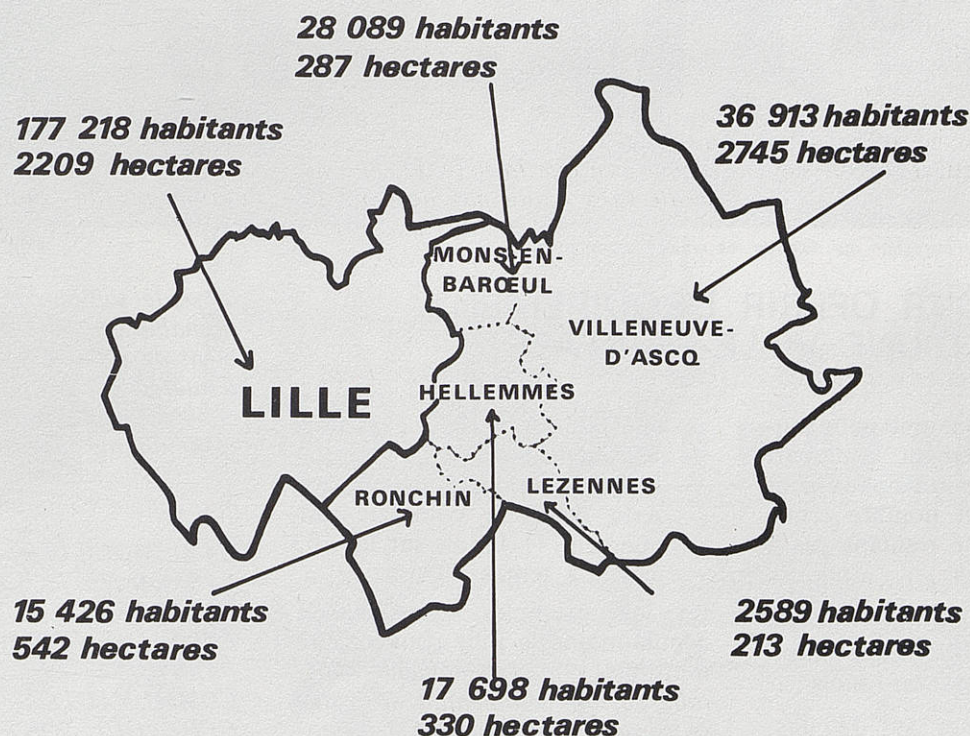 28 089 habitants
287 hectares
177 218 habitants
2209 hectares
36 913 habitants
2745 hectares
MONS-EN-
BARŒUL
VILLENEUVE-
D'ASCQ
LILLE
HELLEMMES
RONCHIN
LEZENNES
15 426 habitants
542 hectares
2589 habitants
213 hectares
17 698 habitants
330 hectares